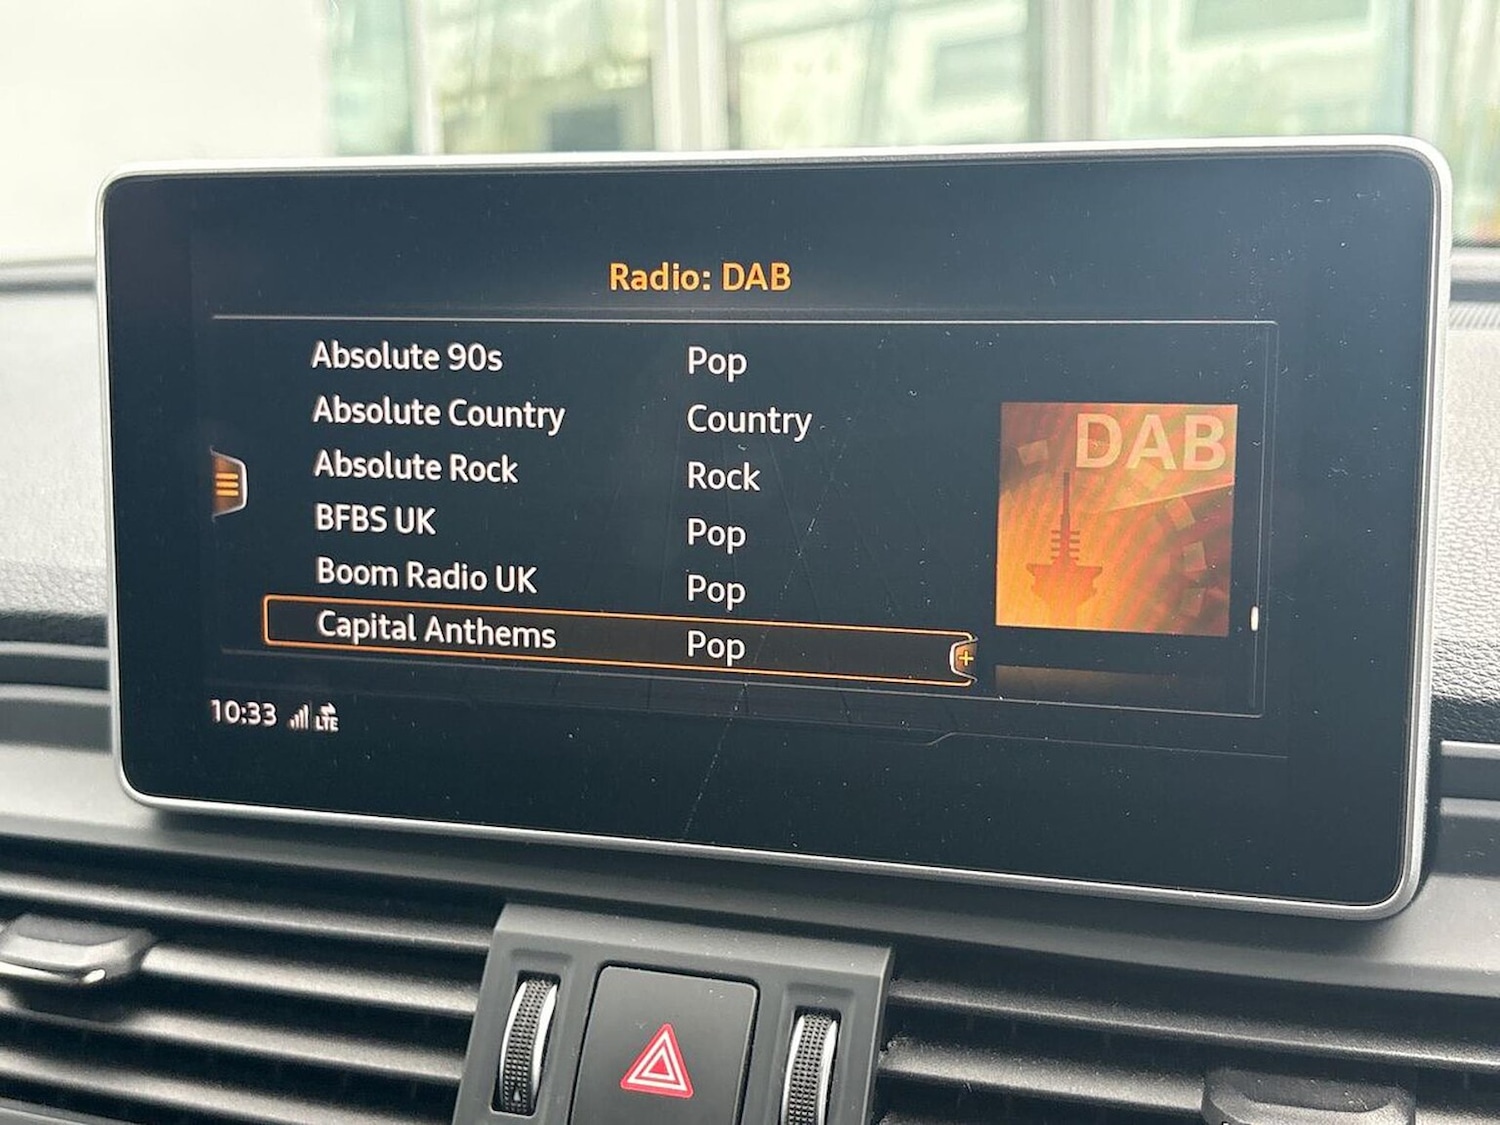 Radio: DAB
Absolute 90s Pop
Absolute Country Country
Absolute Rock Rock
BFBS UK Pop
Boom Radio UK Pop
Capital Anthems Pop
DAB
10:33 LTE